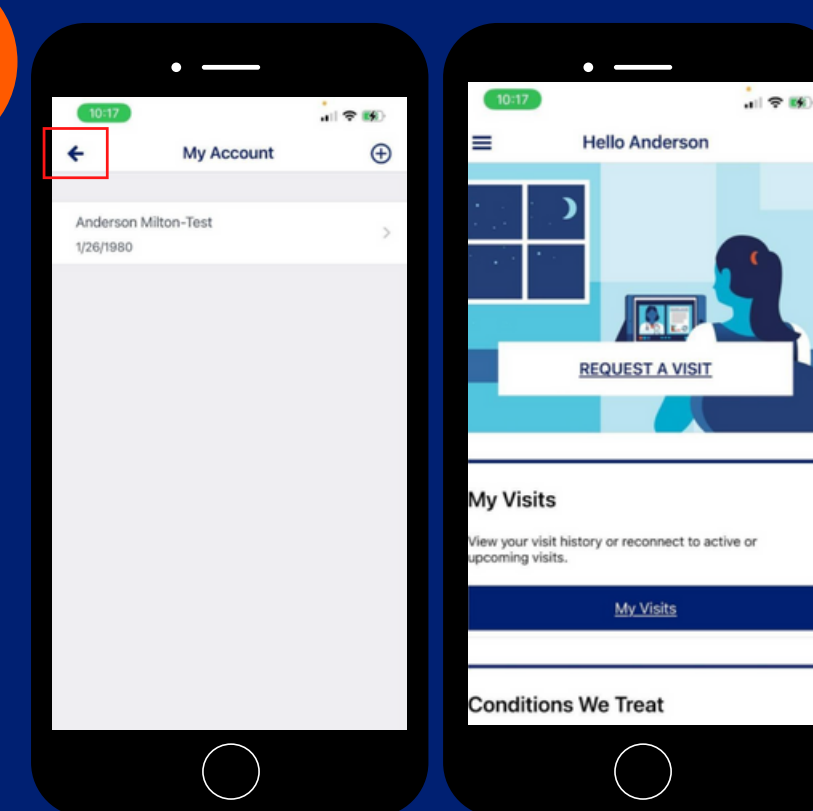 10:17
My Account
Anderson Milton-Test
1/26/1980
10:17
Hello Anderson
REQUEST A VISIT
My Visits
View your visit history or reconnect to active or
upcoming visits.
My Visits
Conditions We Treat